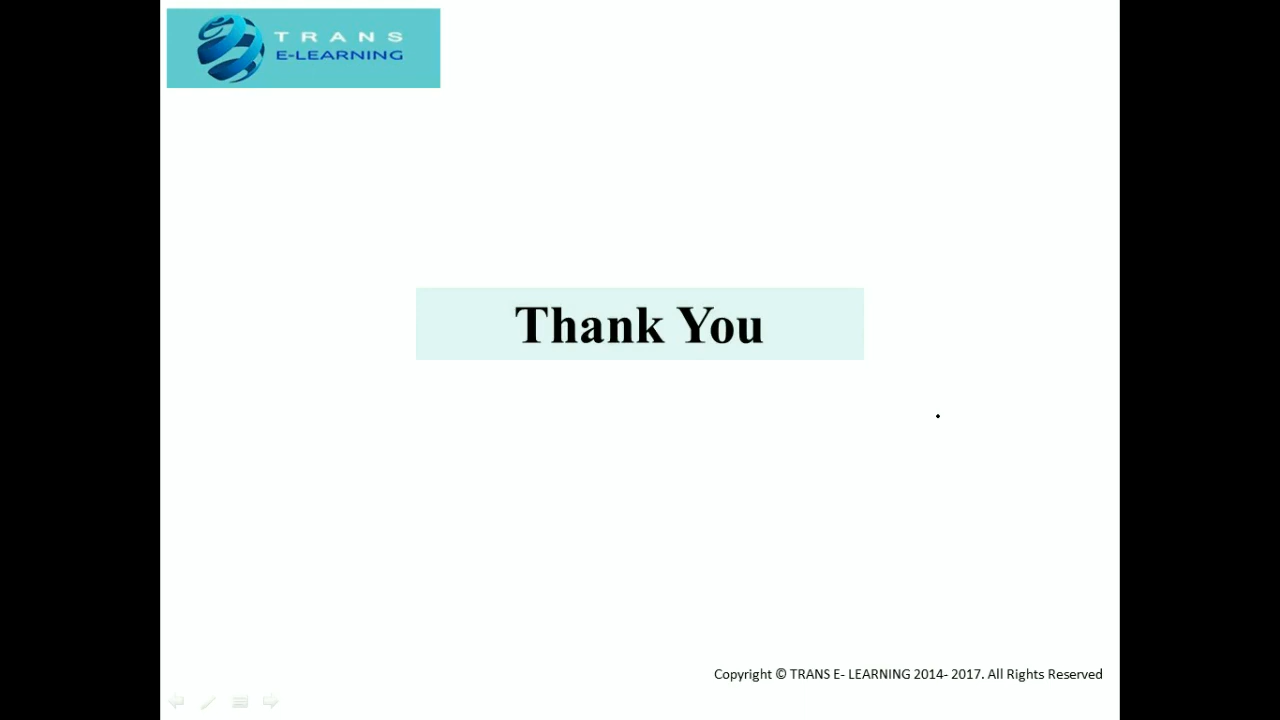 TRANS
E-LEARNING
Thank You
Copyright © TRANS E- LEARNING 2014- 2017. All Rights Reserved